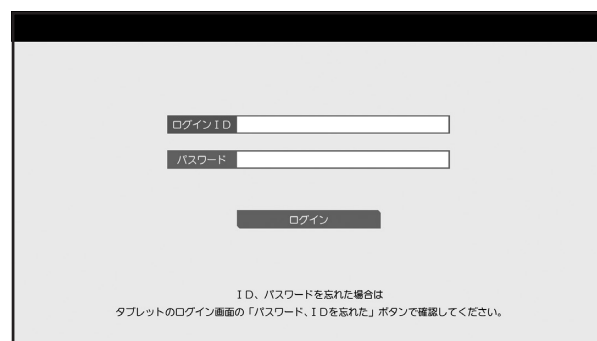 ログインＩＤ
パスワード
ログイン
ＩＤ、パスワードを忘れた場合は
タブレットのログイン画面の「パスワード、ＩＤを忘れた」ボタンで確認してください。